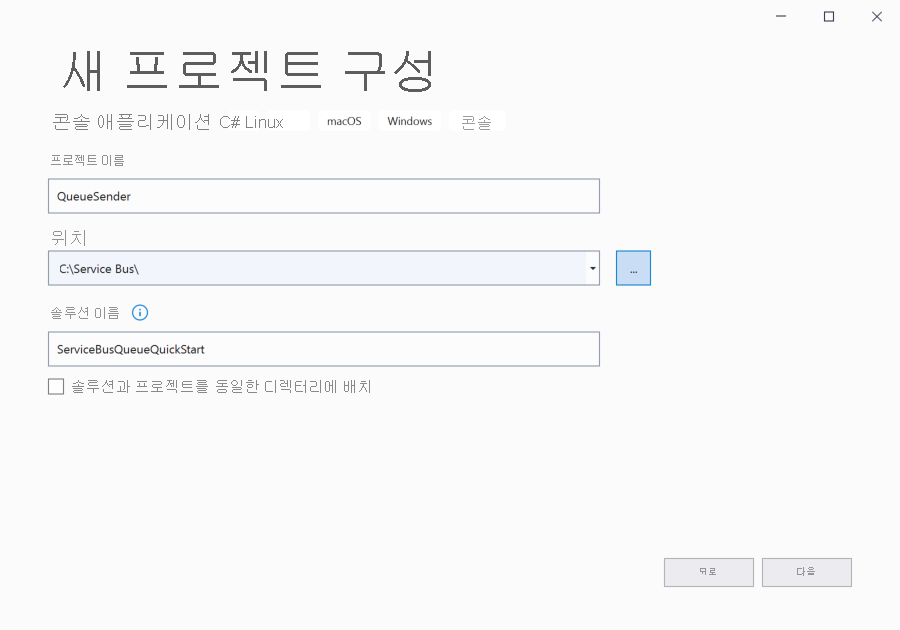 새 프로젝트 구성
콘솔 애플리케이션 C# Linux macOS Windows 콘솔
프로젝트 이름
QueueSender
위치
C:\Service Bus\
...
솔루션 이름
ServiceBusQueueQuickStart
솔루션과 프로젝트를 동일한 디렉터리에 배치
뒤로 다음